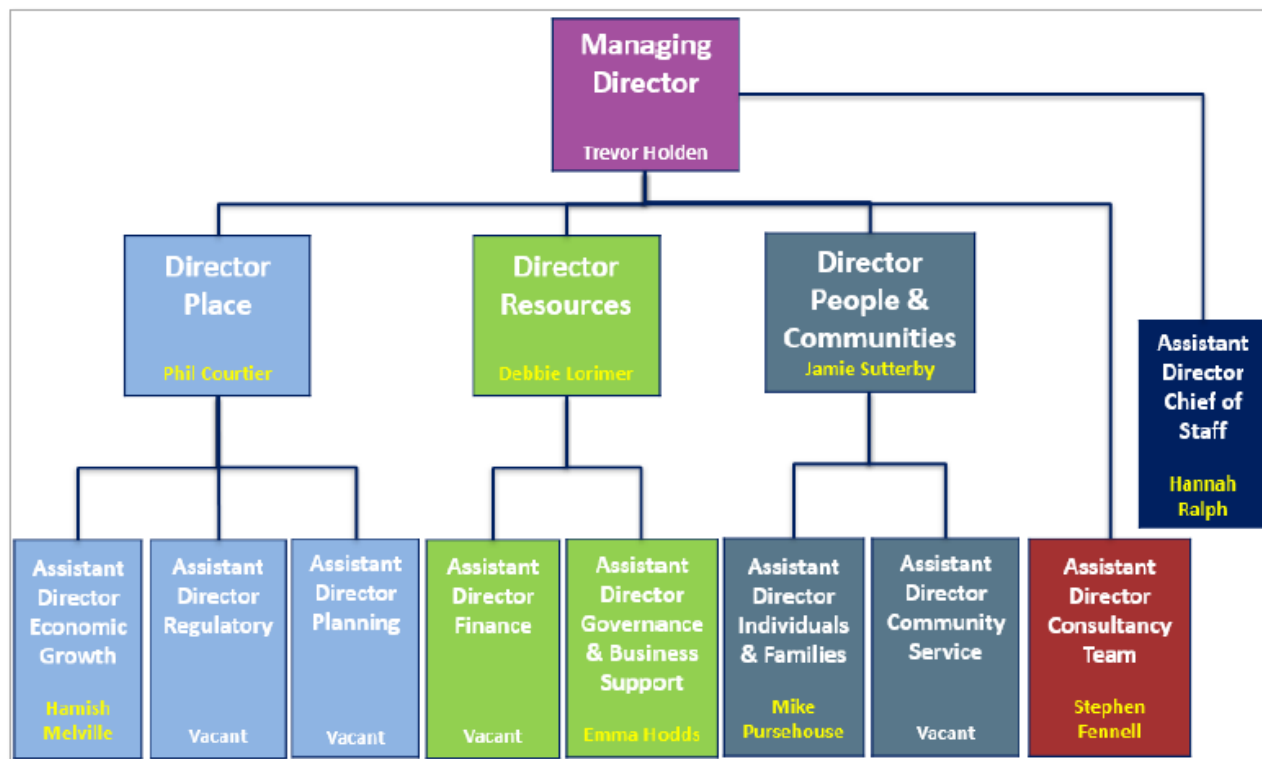 Managing
Director
Trevor Holden
Director
Place
Phil Courtier
Director
Resources
Debbie Lorimer
Director
People &
Communities
Jamie Sutterby
Assistant
Director
Chief of
Staff
Hannah
Ralph
Assistant
Director
Economic
Growth
Hamish
Melville
Assistant
Director
Regulatory
Vacant
Assistant
Director
Planning
Vacant
Assistant
Director
Finance
Vacant
Assistant
Director
Governance
& Business
Support
Emma Hodds
Assistant
Director
Individuals
& Families
Mike
Pursehouse
Assistant
Director
Community
Service
Vacant
Assistant
Director
Consultancy
Team
Stephen
Fennell